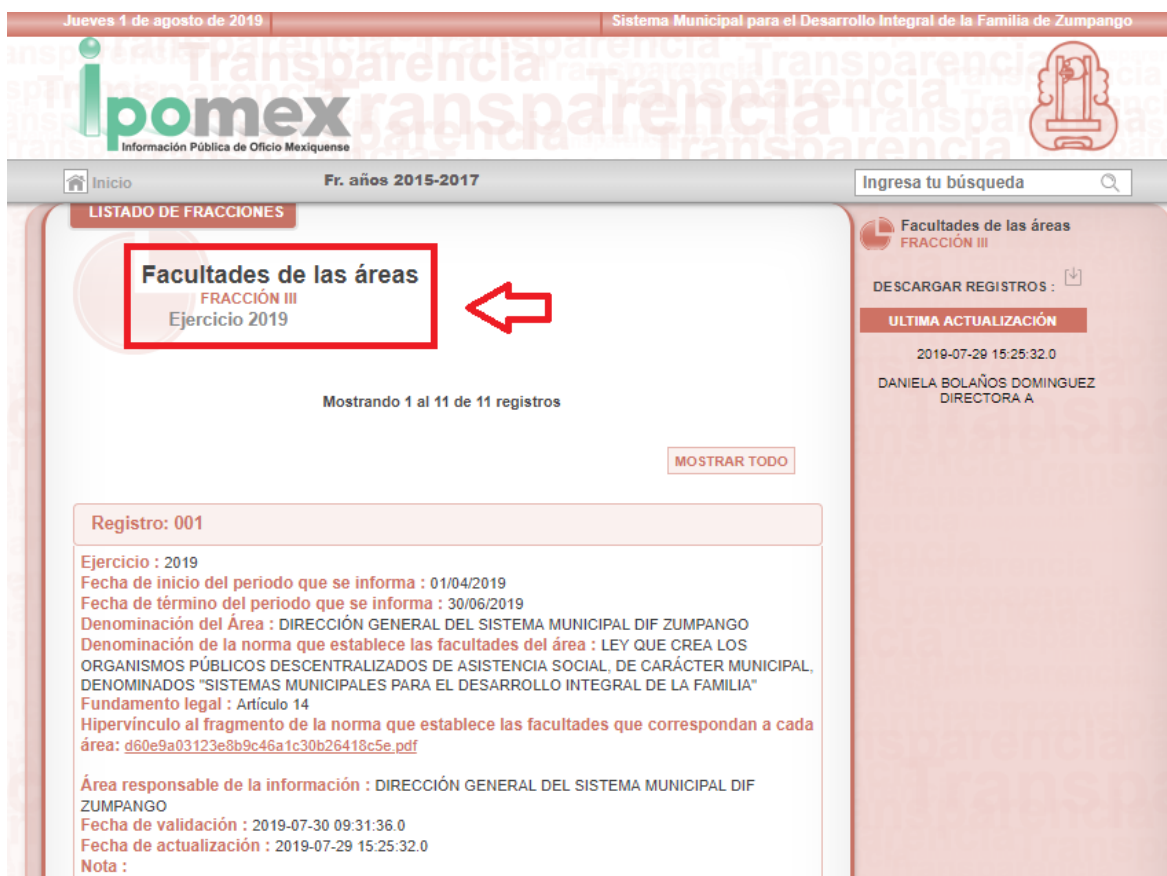 Jueves 1 de agosto de 2019
Sistema Municipal para el Desarrollo Integral de la Familia de Zumpango
ipomex
Información Pública de Oficio Mexiquense
Inicio
Fr. años 2015-2017
Ingresa tu búsqueda
LISTADO DE FRACCIONES
Facultades de las áreas
FRACCIÓN III
Ejercicio 2019
Mostrando 1 al 11 de 11 registros
MOSTRAR TODO
Registro: 001
Ejercicio : 2019
Fecha de inicio del periodo que se informa : 01/04/2019
Fecha de término del periodo que se informa : 30/06/2019
Denominación del Área : DIRECCIÓN GENERAL DEL SISTEMA MUNICIPAL DIF ZUMPANGO
Denominación de la norma que establece las facultades del área : LEY QUE CREA LOS
ORGANISMOS PÚBLICOS DESCENTRALIZADOS DE ASISTENCIA SOCIAL, DE CARÁCTER MUNICIPAL,
DENOMINADOS "SISTEMAS MUNICIPALES PARA EL DESARROLLO INTEGRAL DE LA FAMILIA"
Fundamento legal : Artículo 14
Hipervínculo al fragmento de la norma que establece las facultades que correspondan a cada
área: d60e9a03123e8b9c46a1c30b26418c5e.pdf
Área responsable de la información : DIRECCIÓN GENERAL DEL SISTEMA MUNICIPAL DIF
ZUMPANGO
Fecha de validación : 2019-07-30 09:31:36.0
Fecha de actualización : 2019-07-29 15:25:32.0
Nota :
Facultades de las áreas
FRACCIÓN III
DESCARGAR REGISTROS :
ULTIMA ACTUALIZACIÓN
2019-07-29 15:25:32.0
DANIELA BOLAÑOS DOMINGUEZ
DIRECTORA A